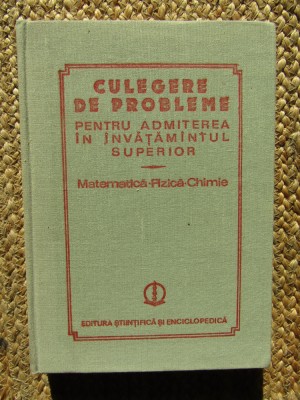 CULEGERE
DE PROBLEME
PENTRU ADMITEREA
ÎN ÎNVĂȚĂMÎNTUL
SUPERIOR
Matematică·Fizică·Chimie
EDITURA ȘTIINȚIFICĂ ȘI ENCICLOPEDICĂ